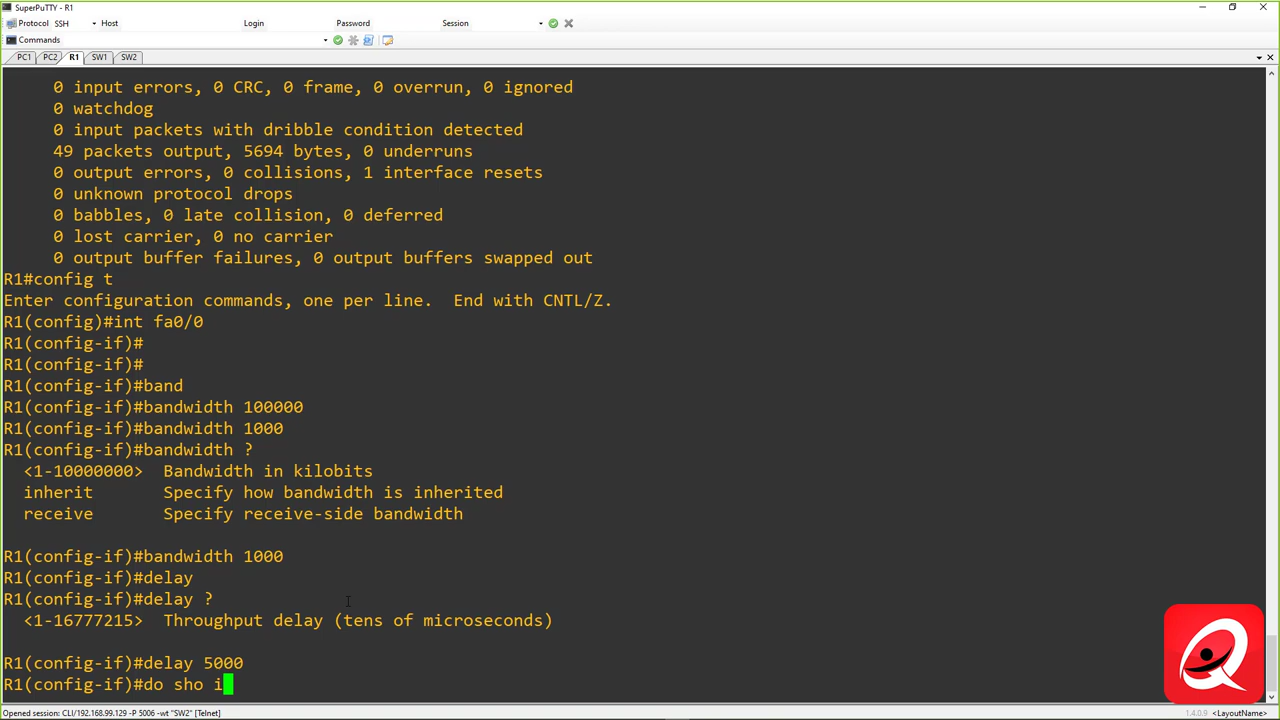 SuperPuTTY - R1
Protocol SSH Host Login Password Session
Commands
PC1 PC2 R1 SW1 SW2
0 input errors, 0 CRC, 0 frame, 0 overrun, 0 ignored
0 watchdog
0 input packets with dribble condition detected
49 packets output, 5694 bytes, 0 underruns
0 output errors, 0 collisions, 1 interface resets
0 unknown protocol drops
0 babbles, 0 late collision, 0 deferred
0 lost carrier, 0 no carrier
0 output buffer failures, 0 output buffers swapped out
R1#config t
Enter configuration commands, one per line.  End with CNTL/Z.
R1(config)#int fa0/0
R1(config-if)#
R1(config-if)#
R1(config-if)#band
R1(config-if)#bandwidth 100000
R1(config-if)#bandwidth 1000
R1(config-if)#bandwidth ?
<1-10000000>  Bandwidth in kilobits
inherit       Specify how bandwidth is inherited
receive       Specify receive-side bandwidth
R1(config-if)#bandwidth 1000
R1(config-if)#delay
R1(config-if)#delay ?
<1-16777215>  Throughput delay (tens of microseconds)
R1(config-if)#delay 5000
R1(config-if)#do sho i
Opened session: CLI/192.168.99.129 -P 5006 -wt "SW2" [Telnet] 1.4.0.9 <LayoutName>